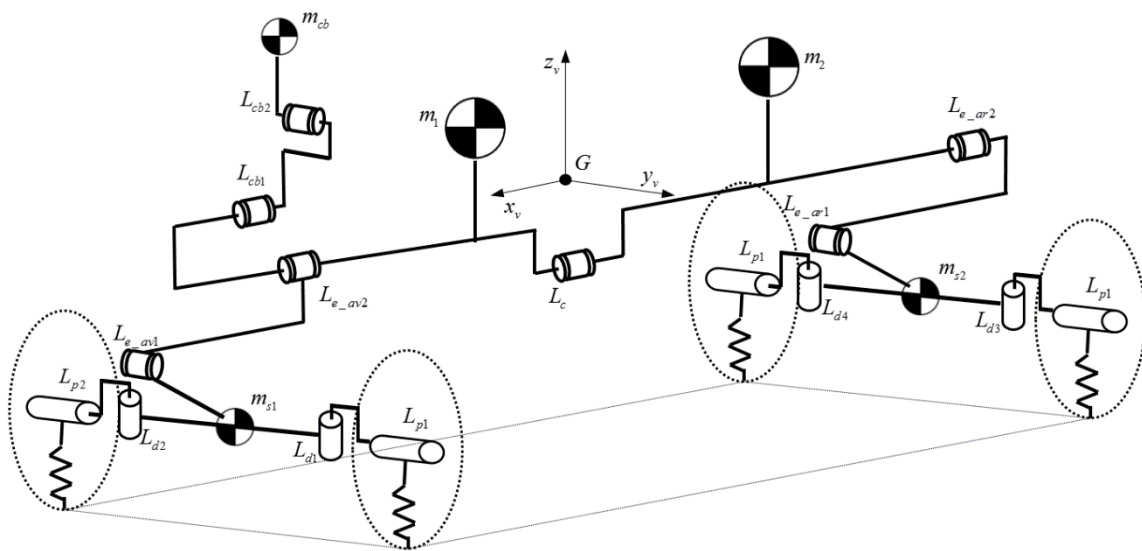 m_cb
z_v
m_2
L_cb2
m_1
L_e_ar2
G
y_v
L_cb1
x_v
L_e_ar1
L_p1
m_s2
L_e_av2
L_c
L_d4
L_d3
L_p1
L_e_av1
L_p2
m_s1
L_p1
L_d2
L_d1